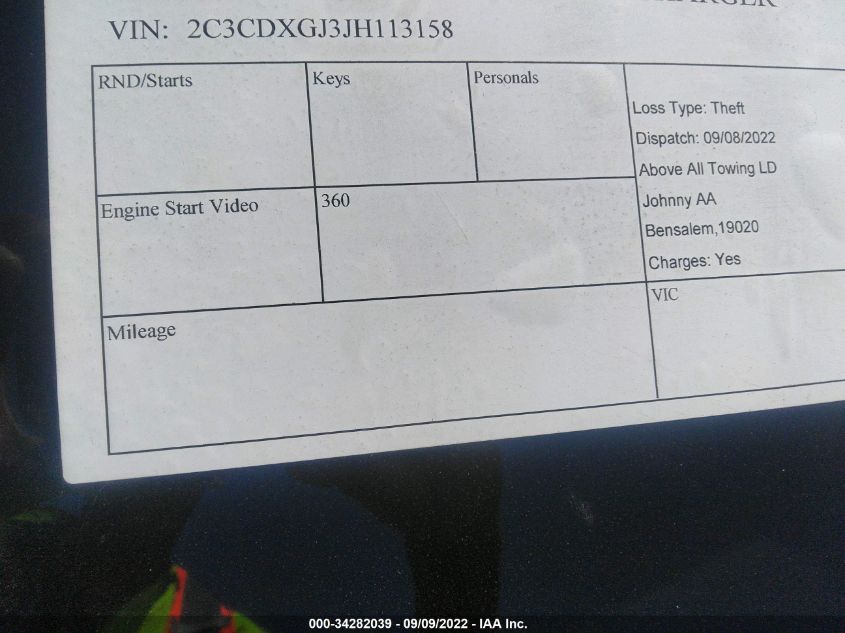 VIN: 2C3CDXGJ3JH113158
RND/Starts
Keys
Personals
Loss Type: Theft
Dispatch: 09/08/2022
Above All Towing LD
Johnny AA
Bensalem,19020
Charges: Yes
Engine Start Video
360
Mileage
VIC
000-34282039 - 09/09/2022 - IAA Inc.